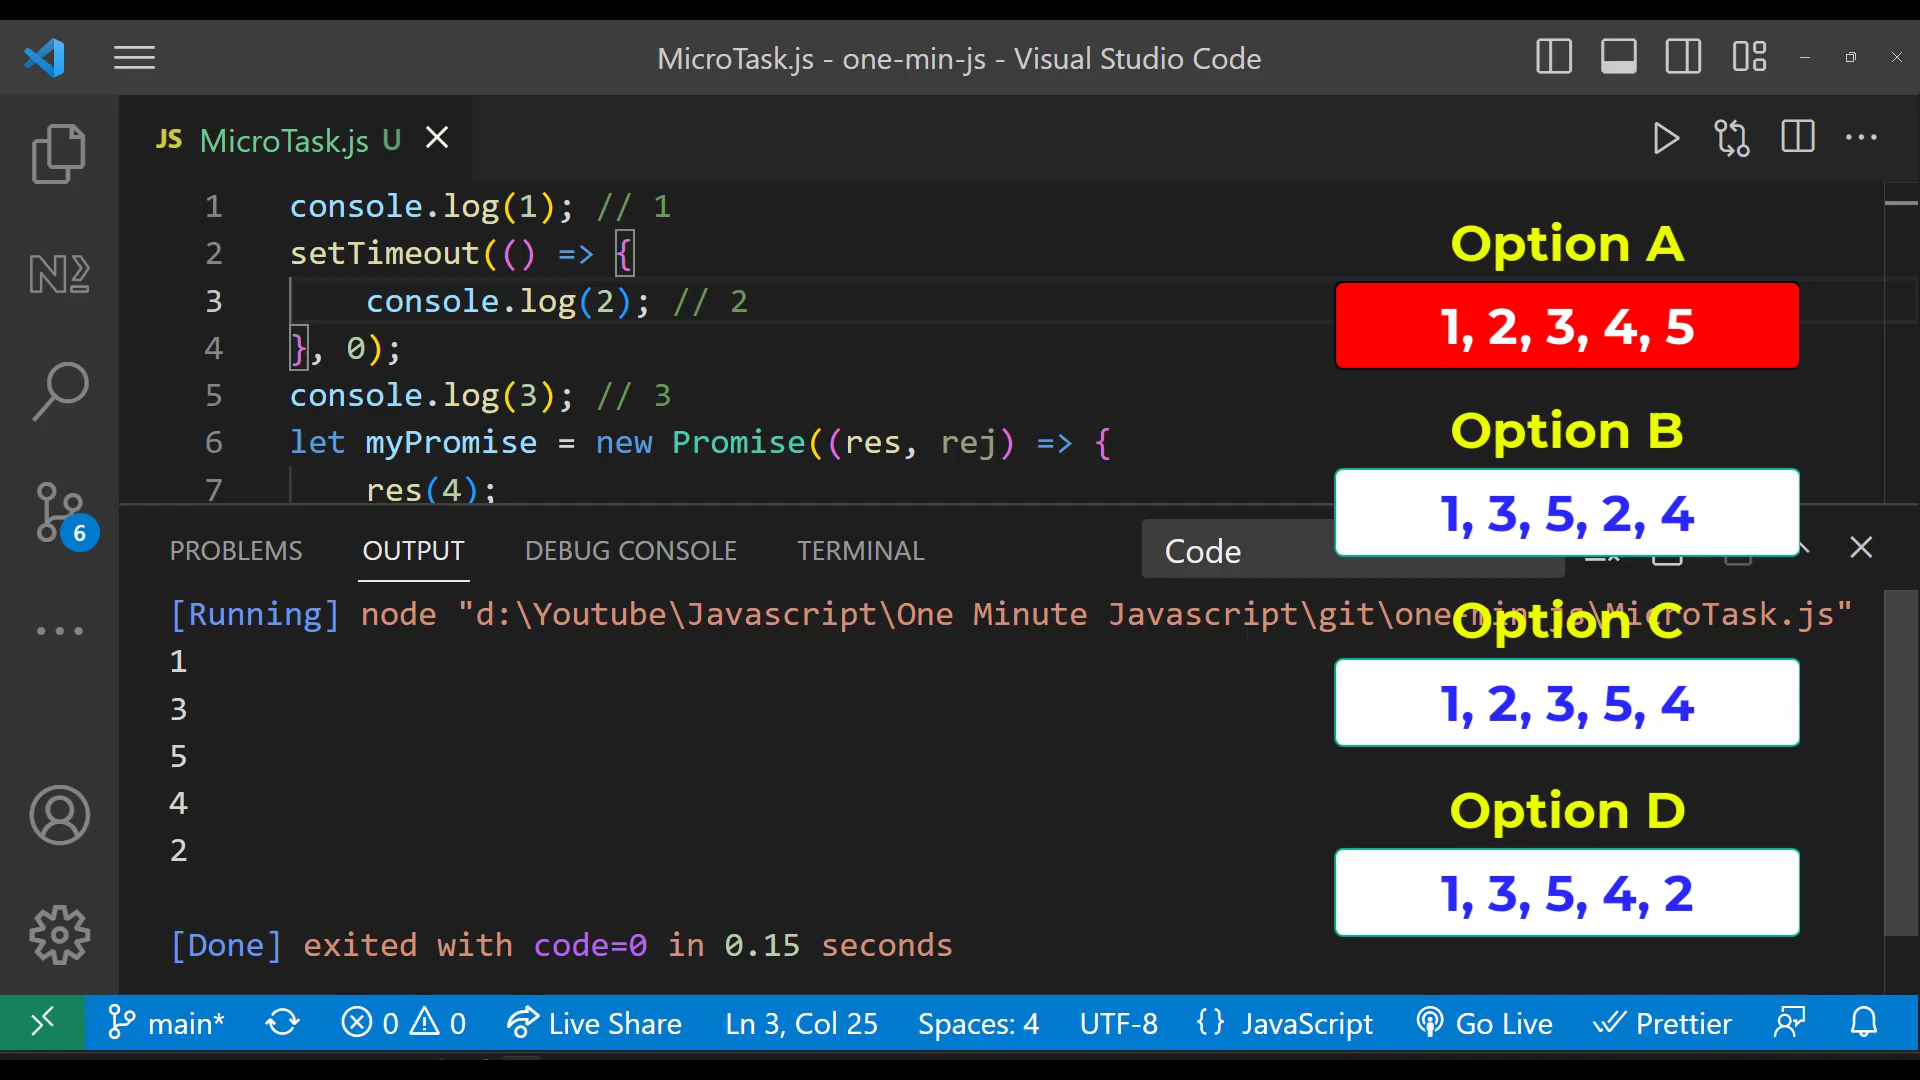 MicroTask.js - one-min-js - Visual Studio Code
JS MicroTask.js U
1 console.log(1); // 1
2 setTimeout(() => {
3 console.log(2); // 2
4 }, 0);
5 console.log(3); // 3
6 let myPromise = new Promise((res, rej) => {
7 res(4);
Option A
1, 2, 3, 4, 5
Option B
1, 3, 5, 2, 4
Option C
1, 2, 3, 5, 4
Option D
1, 3, 5, 4, 2
6
PROBLEMS OUTPUT DEBUG CONSOLE TERMINAL Code
[Running] node "d:\Youtube\Javascript\One Minute Javascript\git\one-min-js\MicroTask.js"
1
3
5
4
2
[Done] exited with code=0 in 0.15 seconds
main* 0 0 Live Share Ln 3, Col 25 Spaces: 4 UTF-8 {} JavaScript Go Live Prettier